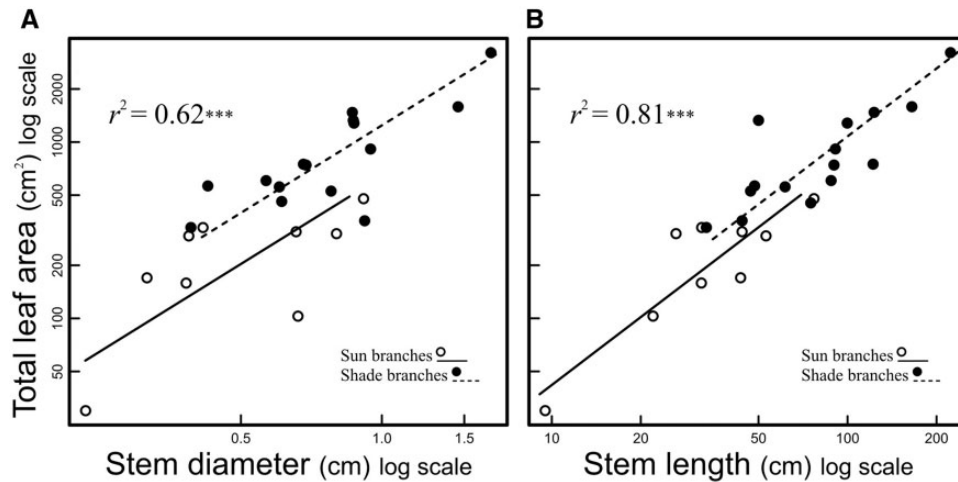 A
B
r² = 0.62***
r² = 0.81***
Total leaf area (cm²) log scale
2000
1000
500
200
100
50
Sun branches
Shade branches
Sun branches
Shade branches
0.5 1.0 1.5
10 20 50 100 200
Stem diameter (cm) log scale
Stem length (cm) log scale